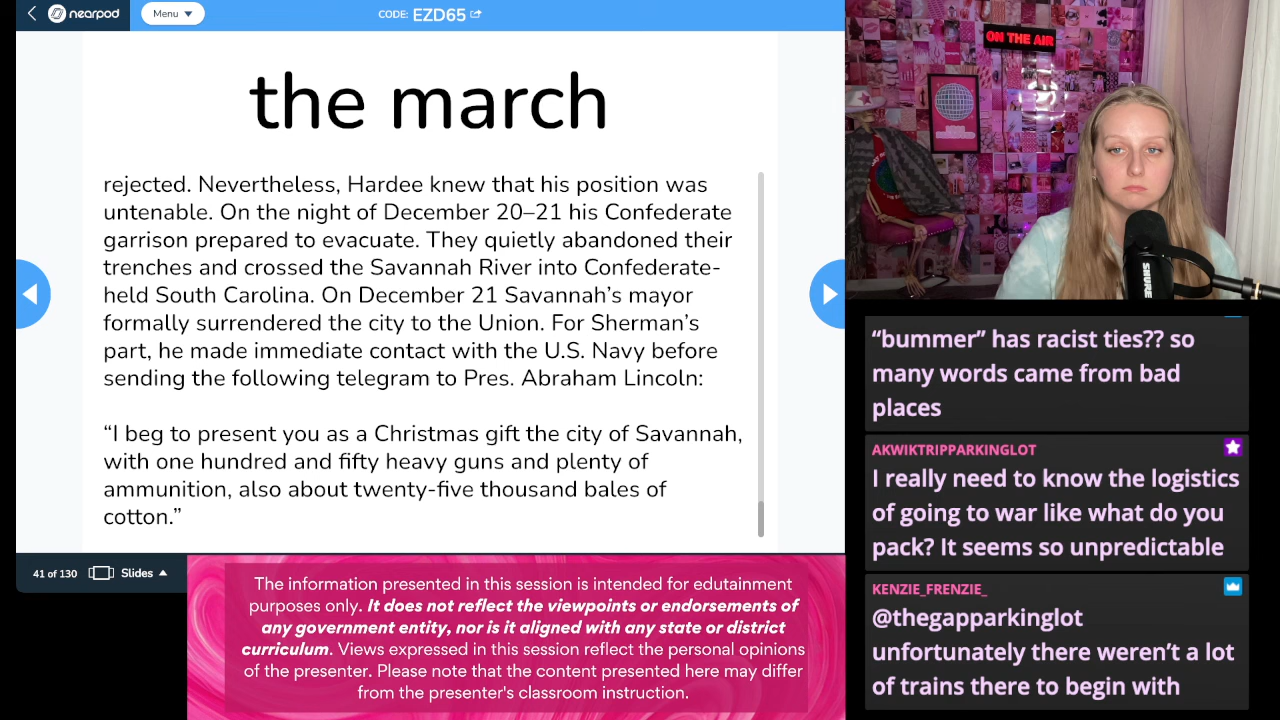 nearpod
Menu
CODE: EZD65
the march
rejected. Nevertheless, Hardee knew that his position was
untenable. On the night of December 20–21 his Confederate
garrison prepared to evacuate. They quietly abandoned their
trenches and crossed the Savannah River into Confederate-
held South Carolina. On December 21 Savannah’s mayor
formally surrendered the city to the Union. For Sherman’s
part, he made immediate contact with the U.S. Navy before
sending the following telegram to Pres. Abraham Lincoln:
“I beg to present you as a Christmas gift the city of Savannah,
with one hundred and fifty heavy guns and plenty of
ammunition, also about twenty-five thousand bales of
cotton.”
41 of 130
Slides
The information presented in this session is intended for edutainment
purposes only. It does not reflect the viewpoints or endorsements of
any government entity, nor is it aligned with any state or district
curriculum. Views expressed in this session reflect the personal opinions
of the presenter. Please note that the content presented here may differ
from the presenter's classroom instruction.
ON THE AIR
SHURE
“bummer” has racist ties?? so
many words came from bad
places
AKWIKTRIPPARKINGLOT
I really need to know the logistics
of going to war like what do you
pack? It seems so unpredictable
KENZIE_FRENZIE_
@thegapparkinglot
unfortunately there weren’t a lot
of trains there to begin with